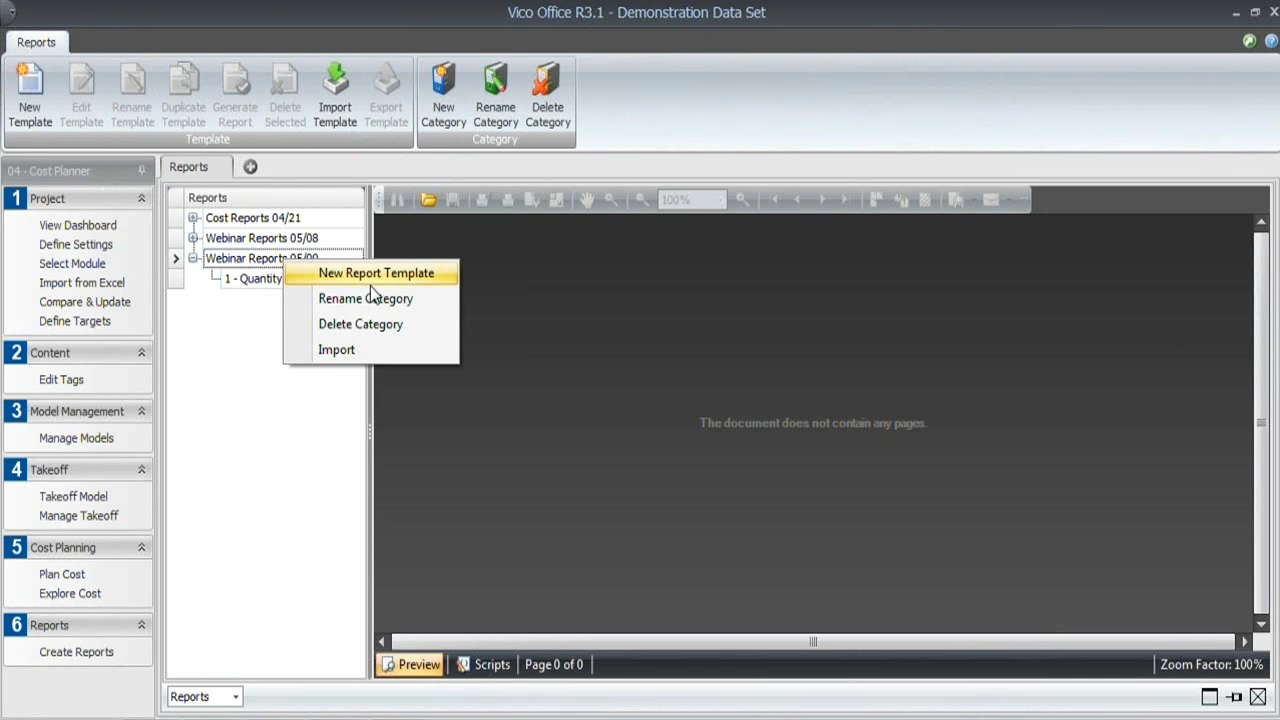 Vico Office R3.1 - Demonstration Data Set
Reports
New Template
Edit Template
Rename Template
Duplicate Template
Generate Report
Delete Selected
Import Template
Export Template
Template
New Category
Rename Category
Delete Category
Category
04 - Cost Planner
1 Project
View Dashboard
Define Settings
Select Module
Import from Excel
Compare & Update
Define Targets
2 Content
Edit Tags
3 Model Management
Manage Models
4 Takeoff
Takeoff Model
Manage Takeoff
5 Cost Planning
Plan Cost
Explore Cost
6 Reports
Create Reports
Reports
Reports
Cost Reports 04/21
Webinar Reports 05/08
Webinar Reports
1 - Quantity
New Report Template
Rename Category
Delete Category
Import
100%
The document does not contain any pages.
Preview
Scripts
Page 0 of 0
Zoom Factor: 100%
Reports